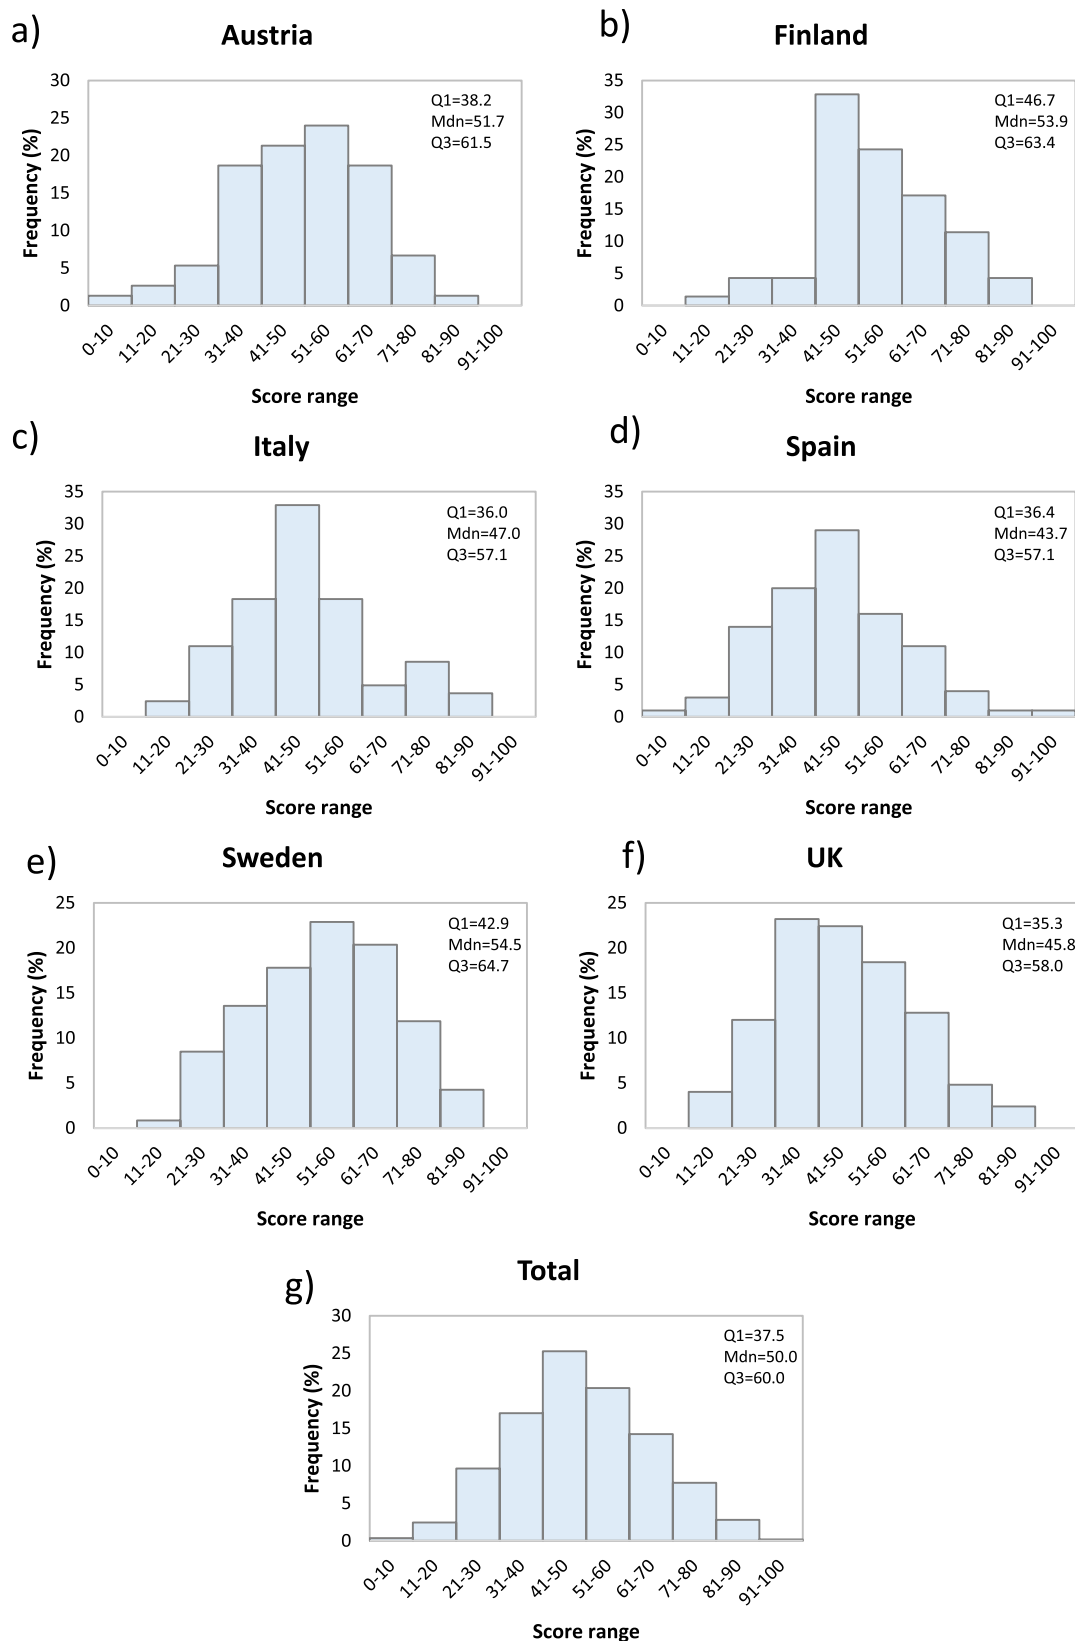 a)
Austria
Frequency (%)
30
25
20
15
10
5
0
Q1=38.2
Mdn=51.7
Q3=61.5
0-10
11-20
21-30
31-40
41-50
51-60
61-70
71-80
81-90
91-100
Score range
b)
Finland
Frequency (%)
35
30
25
20
15
10
5
0
Q1=46.7
Mdn=53.9
Q3=63.4
0-10
11-20
21-30
31-40
41-50
51-60
61-70
71-80
81-90
91-100
Score range
c)
Italy
Frequency (%)
35
30
25
20
15
10
5
0
Q1=36.0
Mdn=47.0
Q3=57.1
0-10
11-20
21-30
31-40
41-50
51-60
61-70
71-80
81-90
91-100
Score range
d)
Spain
Frequency (%)
35
30
25
20
15
10
5
0
Q1=36.4
Mdn=43.7
Q3=57.1
0-10
11-20
21-30
31-40
41-50
51-60
61-70
71-80
81-90
91-100
Score range
e)
Sweden
Frequency (%)
25
20
15
10
5
0
Q1=42.9
Mdn=54.5
Q3=64.7
0-10
11-20
21-30
31-40
41-50
51-60
61-70
71-80
81-90
91-100
Score range
f)
UK
Frequency (%)
25
20
15
10
5
0
Q1=35.3
Mdn=45.8
Q3=58.0
0-10
11-20
21-30
31-40
41-50
51-60
61-70
71-80
81-90
91-100
Score range
g)
Total
Frequency (%)
30
25
20
15
10
5
0
Q1=37.5
Mdn=50.0
Q3=60.0
0-10
11-20
21-30
31-40
41-50
51-60
61-70
71-80
81-90
91-100
Score range